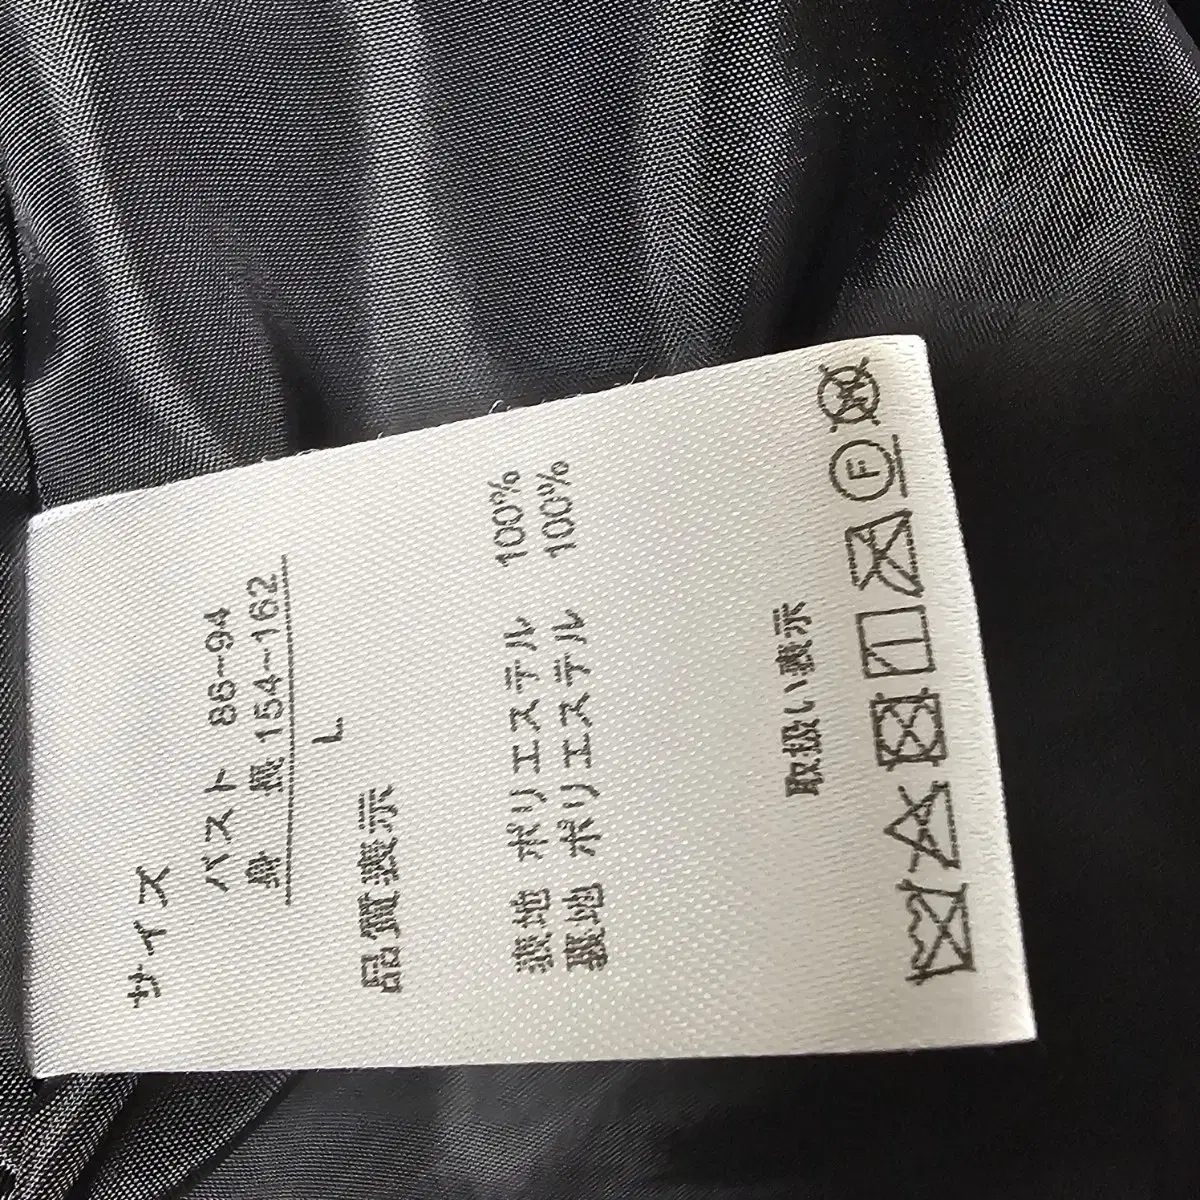 サイズ
バスト 86~94
身長 154~162
L
品質表示
表地 ポリエステル 100%
裏地 ポリエステル 100%
取扱い表示
F
W